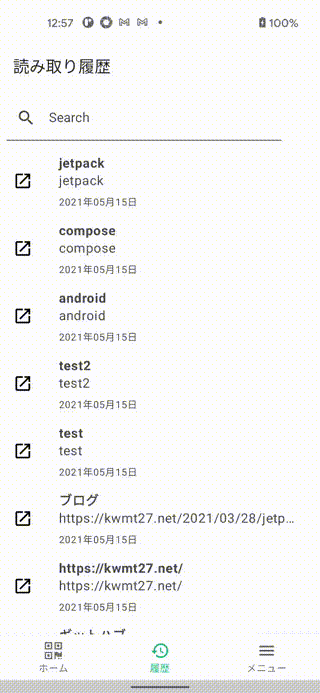 12:57
100%
読み取り履歴
Search
jetpack
jetpack
2021年05月15日
compose
compose
2021年05月15日
android
android
2021年05月15日
test2
test2
2021年05月15日
test
test
2021年05月15日
ブログ
https://kwmt27.net/2021/03/28/jetp…
2021年05月15日
https://kwmt27.net/
https://kwmt27.net/
2021年05月15日
ホーム
履歴
メニュー